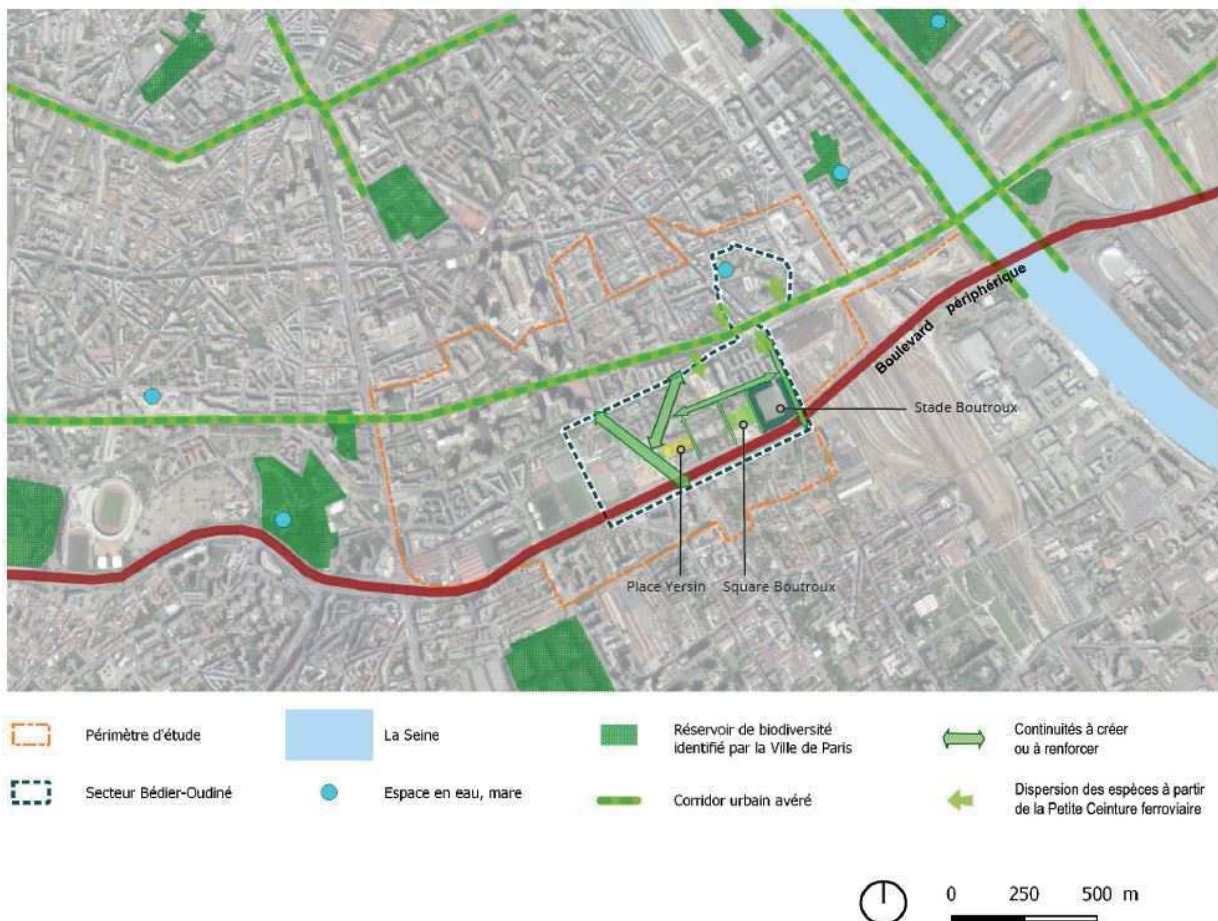 Boulevard périphérique
Stade Boutroux
Place Yersin
Square Boutroux
Périmètre d'étude
La Seine
Réservoir de biodiversité
identifié par la Ville de Paris
Continuités à créer
ou à renforcer
Secteur Bédier-Oudiné
Espace en eau, mare
Corridor urbain avéré
Dispersion des espèces à partir
de la Petite Ceinture ferroviaire
0 250 500 m